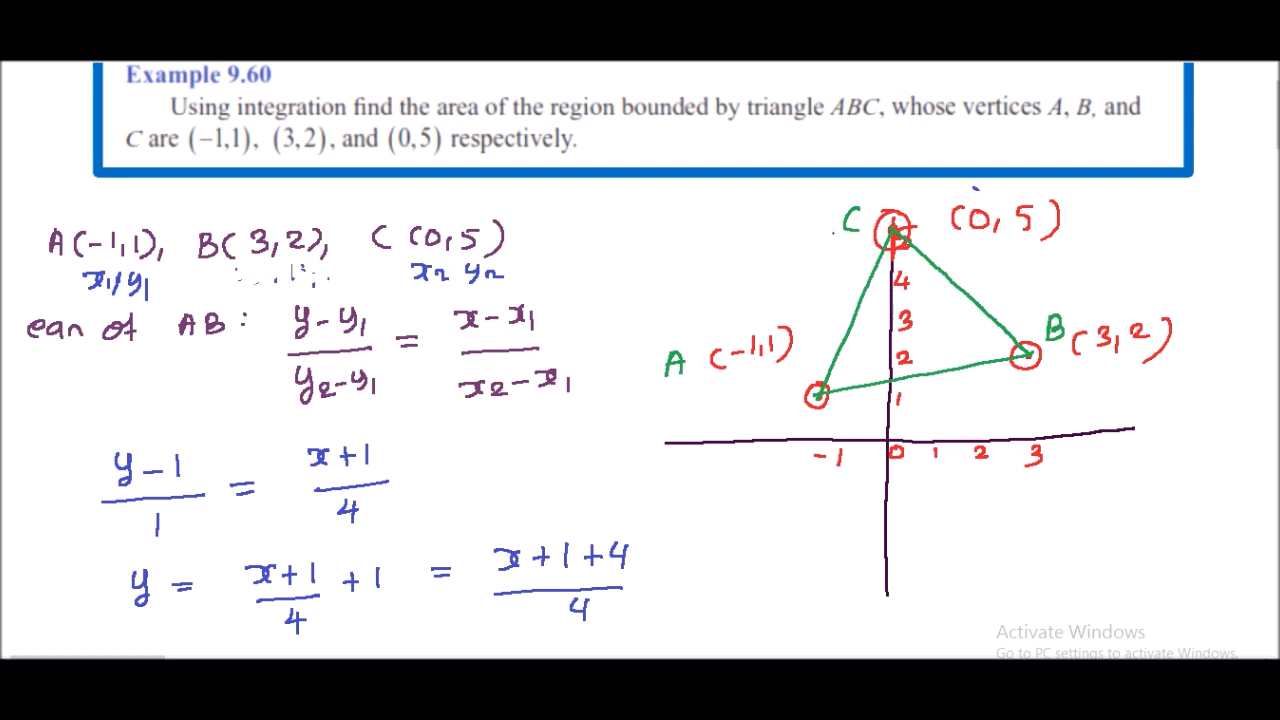 Example 9.60
Using integration find the area of the region bounded by triangle ABC, whose vertices A, B, and
C are (−1,1), (3,2), and (0,5) respectively.
A(-1,1), B(3,2), C(0,5)
x₁, y₁ x₂ y₂
eqn of AB: (y-y₁)/(y₂-y₁) = (x-x₁)/(x₂-x₁)
(y-1)/1 = (x+1)/4
y = (x+1)/4 + 1 = (x+1+4)/4
C (0,5)
4
3
B (3,2)
A (-1,1)
2
1
-1 0 1 2 3
Activate Windows
Go to PC settings to activate Windows.